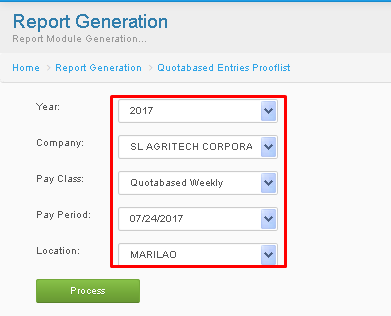 Report Generation
Report Module Generation...
Home > Report Generation > Quotabased Entries Prooflist
Year: 2017
Company: SL AGRITECH CORPORA
Pay Class: Quotabased Weekly
Pay Period: 07/24/2017
Location: MARILAO
Process